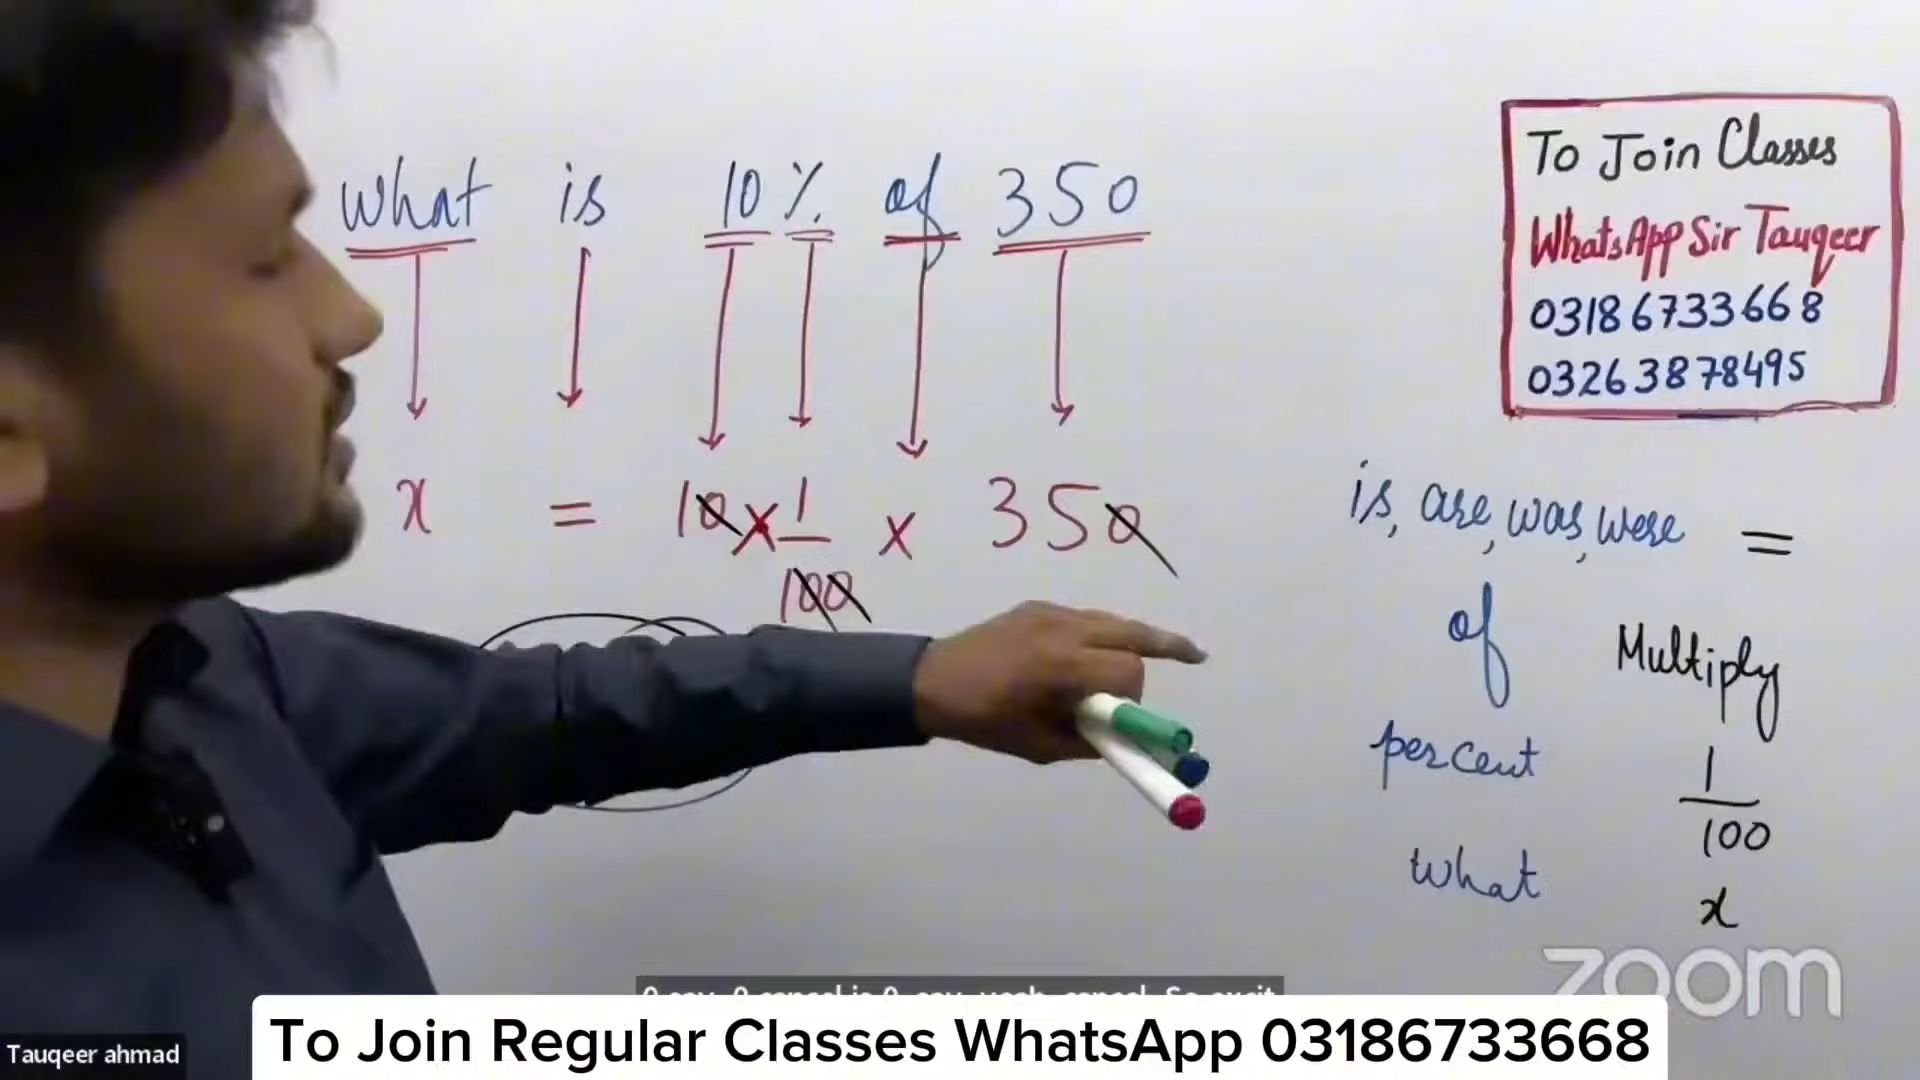 what is 10% of 350
x = 10 × 1/100 × 350
To Join Classes
WhatsApp Sir Tauqeer
03186733668
03263878495
is, are, was, were =
of Multiply
percent 1/100
what x
zoom
To Join Regular Classes WhatsApp 03186733668
Tauqeer ahmad